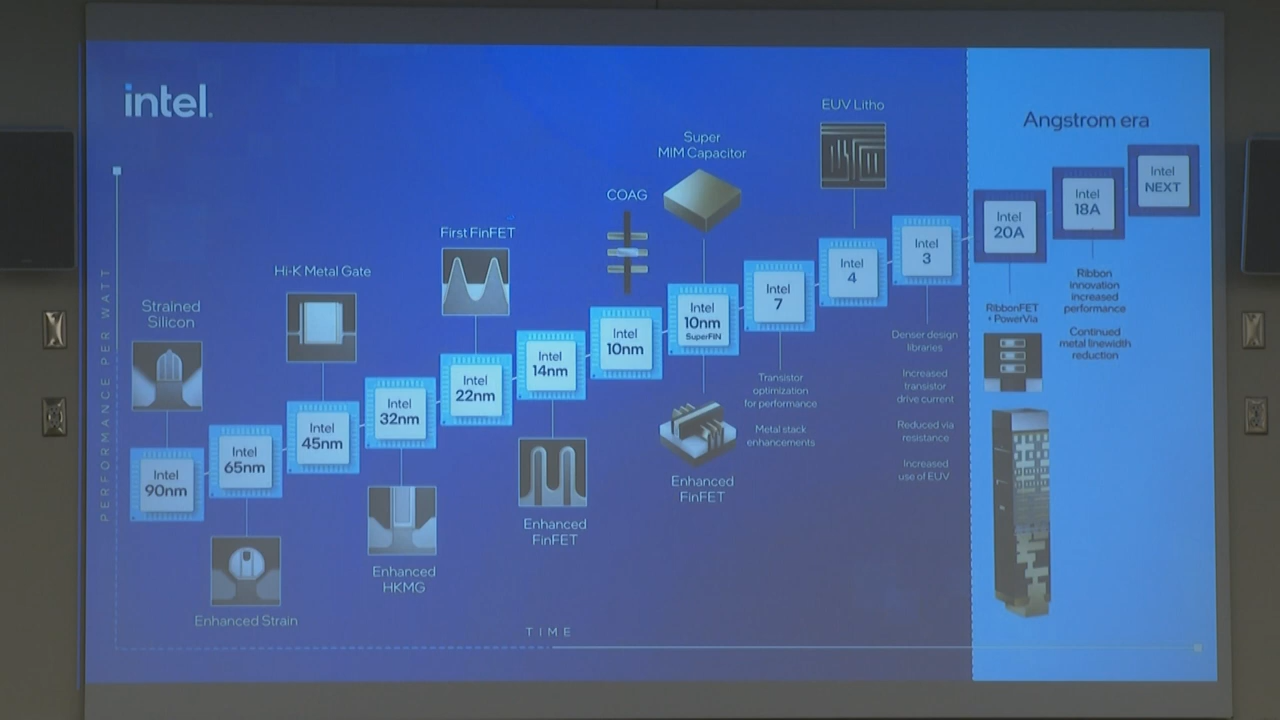 intel.
PERFORMANCE PER WATT
TIME
Strained
Silicon
Intel
90nm
Intel
65nm
Enhanced Strain
Hi-K Metal Gate
Intel
45nm
Intel
32nm
Enhanced
HKMG
First FinFET
Intel
22nm
Intel
14nm
Enhanced
FinFET
COAG
Intel
10nm
Super
MIM Capacitor
Intel
10nm
SuperFIN
Enhanced
FinFET
Intel
7
Transistor
optimization
for performance
Metal stack
enhancements
EUV Litho
Intel
4
Intel
3
Denser design
libraries
Increased
transistor
drive current
Reduced via
resistance
Increased
use of EUV
Angstrom era
Intel
20A
RibbonFET
+ PowerVia
Intel
18A
Ribbon
innovation
increased
performance
Continued
metal linewidth
reduction
Intel
NEXT